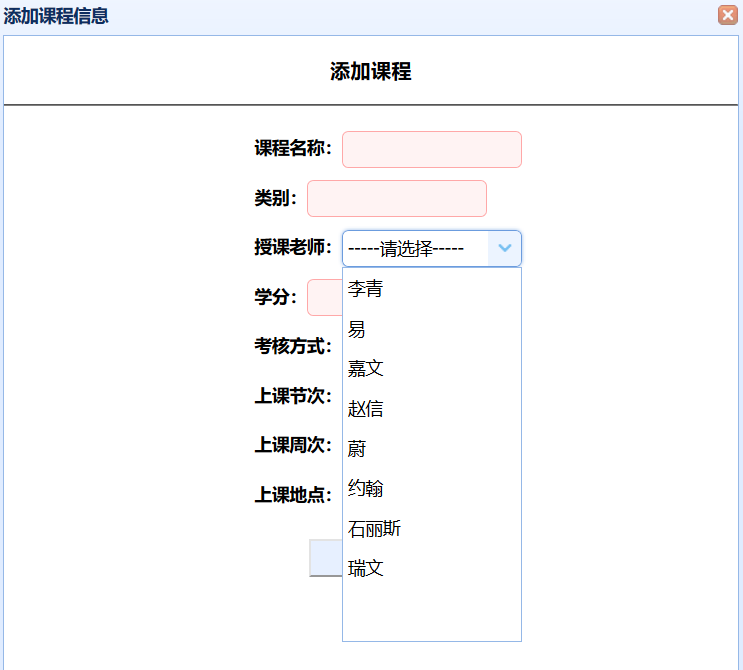 添加课程信息
添加课程
课程名称：
类别：
授课老师：
-----请选择-----
李青
易
嘉文
赵信
蔚
约翰
石丽斯
瑞文
学分：
考核方式：
上课节次：
上课周次：
上课地点：